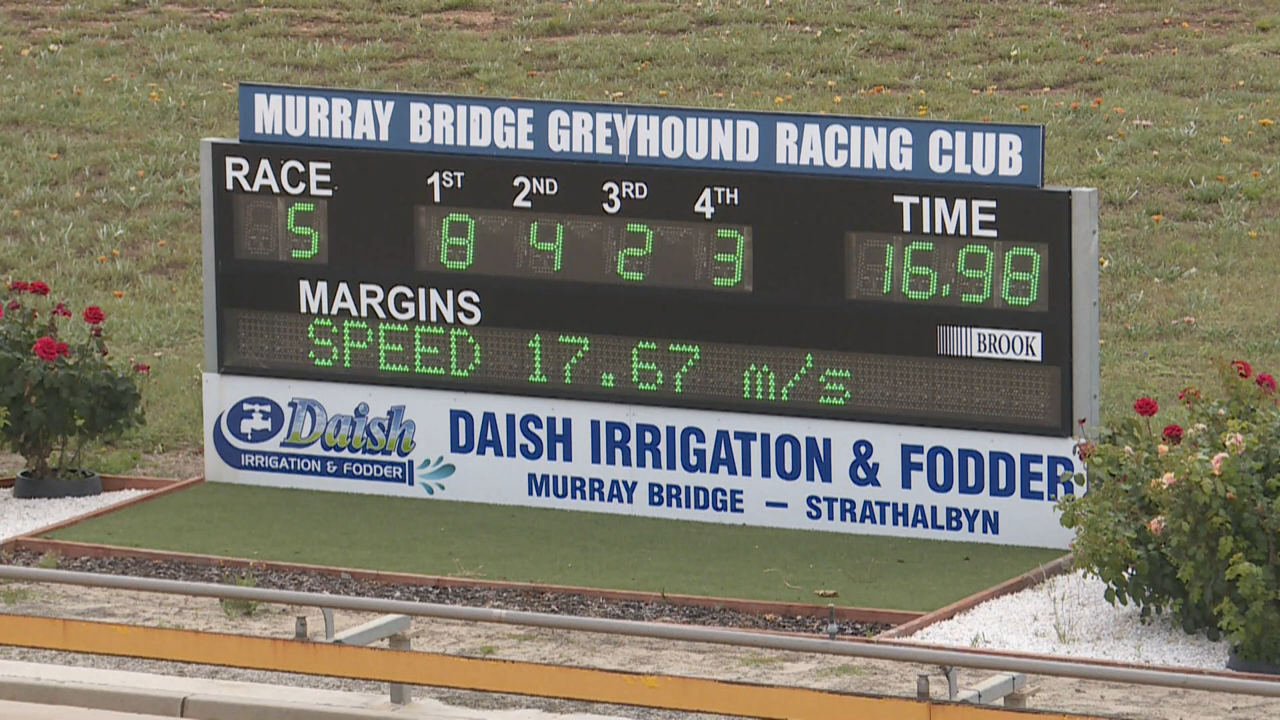 MURRAY BRIDGE GREYHOUND RACING CLUB
RACE 1ST 2ND 3RD 4TH TIME
5 8 4 2 3 16.98
MARGINS
BROOK
SPEED 17.67 m/s
Daish
IRRIGATION & FODDER
DAISH IRRIGATION & FODDER
MURRAY BRIDGE — STRATHALBYN